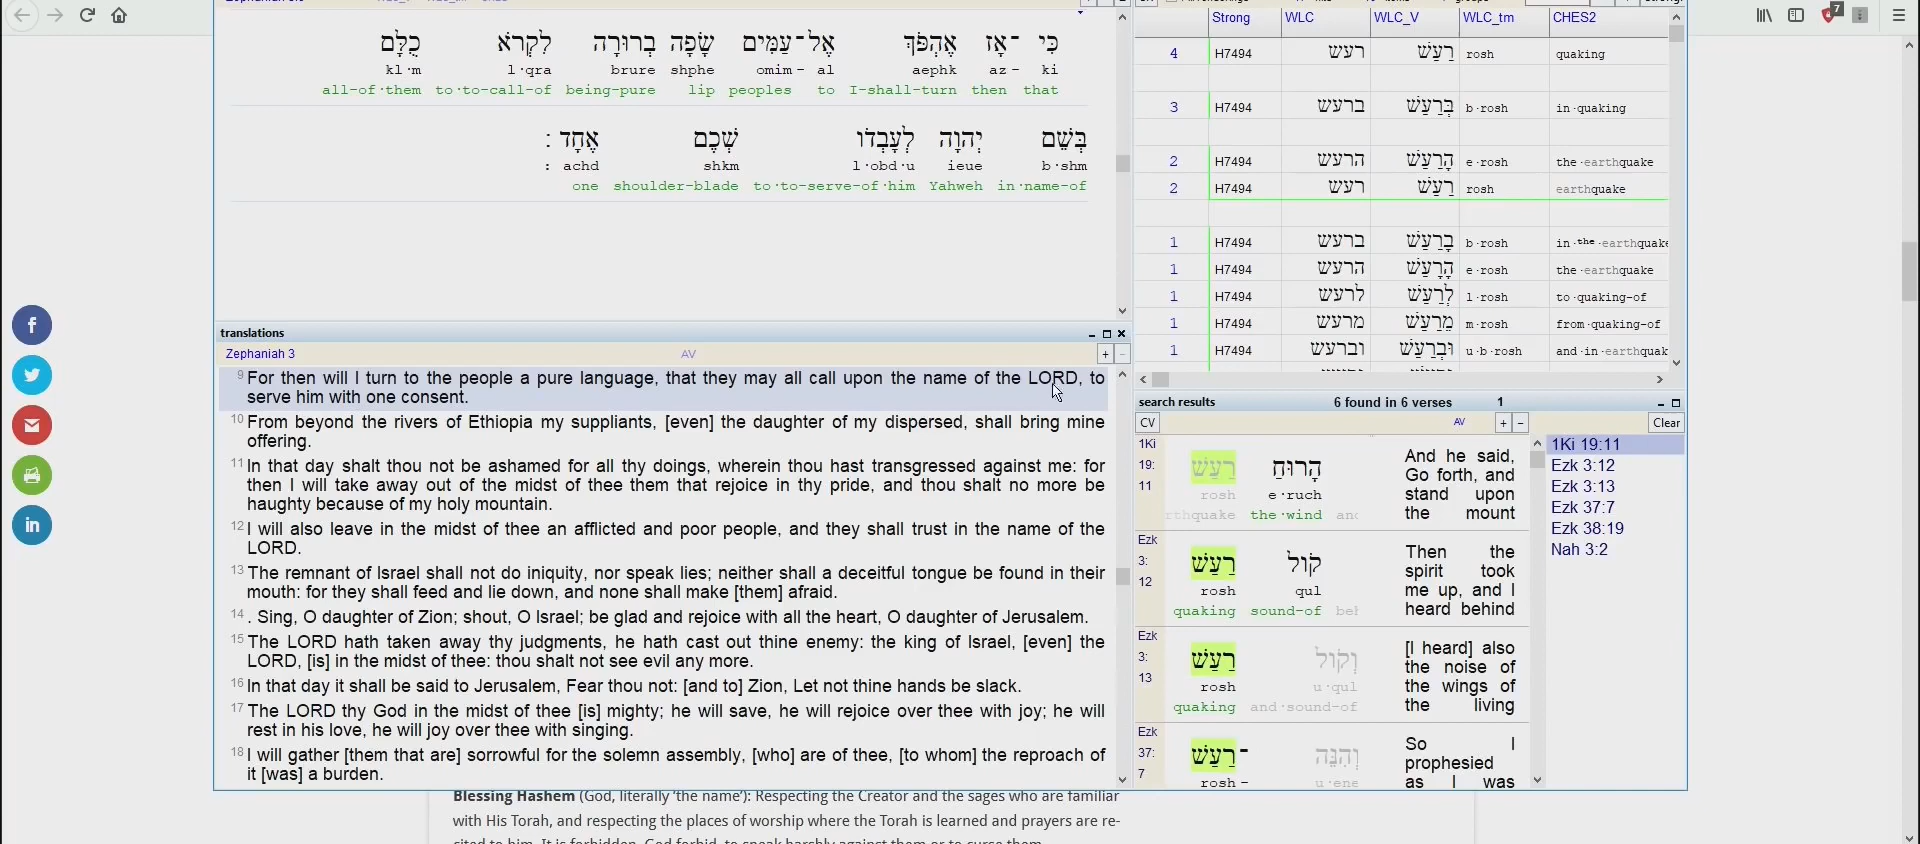 כִּי ־אָז אֶהְפֹּךְ אֶל־עַמִּים שָׂפָה בְרוּרָה לִקְרֹא כֻלָּם
kl·m l·qra brure shphe omim – al aephk az – ki
all-of·them to·to-call-of being-pure lip peoples to I-shall-turn then that
בְּשֵׁם יְהוָה לְעָבְדוֹ שְׁכֶם אֶחָד :
: achd shkm l·obd·u ieue b·shm
one shoulder-blade to·to-serve-of·him Yahweh in·name-of
translations
Zephaniah 3 AV +
9 For then will I turn to the people a pure language, that they may all call upon the name of the LORD, to
serve him with one consent.
10 From beyond the rivers of Ethiopia my suppliants, [even] the daughter of my dispersed, shall bring mine
offering.
11 In that day shalt thou not be ashamed for all thy doings, wherein thou hast transgressed against me: for
then I will take away out of the midst of thee them that rejoice in thy pride, and thou shalt no more be
haughty because of my holy mountain.
12 I will also leave in the midst of thee an afflicted and poor people, and they shall trust in the name of the
LORD.
13 The remnant of Israel shall not do iniquity, nor speak lies; neither shall a deceitful tongue be found in their
mouth: for they shall feed and lie down, and none shall make [them] afraid.
14 . Sing, O daughter of Zion; shout, O Israel; be glad and rejoice with all the heart, O daughter of Jerusalem.
15 The LORD hath taken away thy judgments, he hath cast out thine enemy: the king of Israel, [even] the
LORD, [is] in the midst of thee: thou shalt not see evil any more.
16 In that day it shall be said to Jerusalem, Fear thou not: [and to] Zion, Let not thine hands be slack.
17 The LORD thy God in the midst of thee [is] mighty; he will save, he will rejoice over thee with joy; he will
rest in his love, he will joy over thee with singing.
18 I will gather [them that are] sorrowful for the solemn assembly, [who] are of thee, [to whom] the reproach of
it [was] a burden.
Strong WLC WLC_V WLC_tm CHES2
4 H7494 רעש רַעַשׁ rosh quaking
3 H7494 ברעש בְּרַעַשׁ b·rosh in·quaking
2 H7494 הרעש הָרַעַשׁ e·rosh the·earthquake
2 H7494 רעש רַעַשׁ rosh earthquake
1 H7494 ברעש בָרַעַשׁ b·rosh in·the·earthquake
1 H7494 הרעש הָרָעַשׁ e·rosh the·earthquake
1 H7494 לרעש לְרַעַשׁ l·rosh to·quaking-of
1 H7494 מרעש מֵרַעַשׁ m·rosh from·quaking-of
1 H7494 וברעש וּבְרַעַשׁ u·b·rosh and·in·earthquak
search results 6 found in 6 verses 1
CV AV + – Clear
1Ki
19:
11
הָרוּחַ רַעַשׁ
rosh e·ruch
rthquake the·wind and
And he said,
Go forth, and
stand upon
the mount
Ezk
3:
12
קוֹל רַעַשׁ
rosh qul
quaking sound-of beh
Then the
spirit took
me up, and I
heard behind
Ezk
3:
13
וְקוֹל רַעַשׁ
rosh u·qul
quaking and·sound-of
[I heard] also
the noise of
the wings of
the living
Ezk
37:
7
וְהִנֵּה רַעַשׁ־
rosh – u·ene
So I
prophesied
as I was
1Ki 19:11
Ezk 3:12
Ezk 3:13
Ezk 37:7
Ezk 38:19
Nah 3:2
7
f
in
Blessing Hashem (God, literally 'the name'): Respecting the Creator and the sages who are familiar
with His Torah, and respecting the places of worship where the Torah is learned and prayers are re-